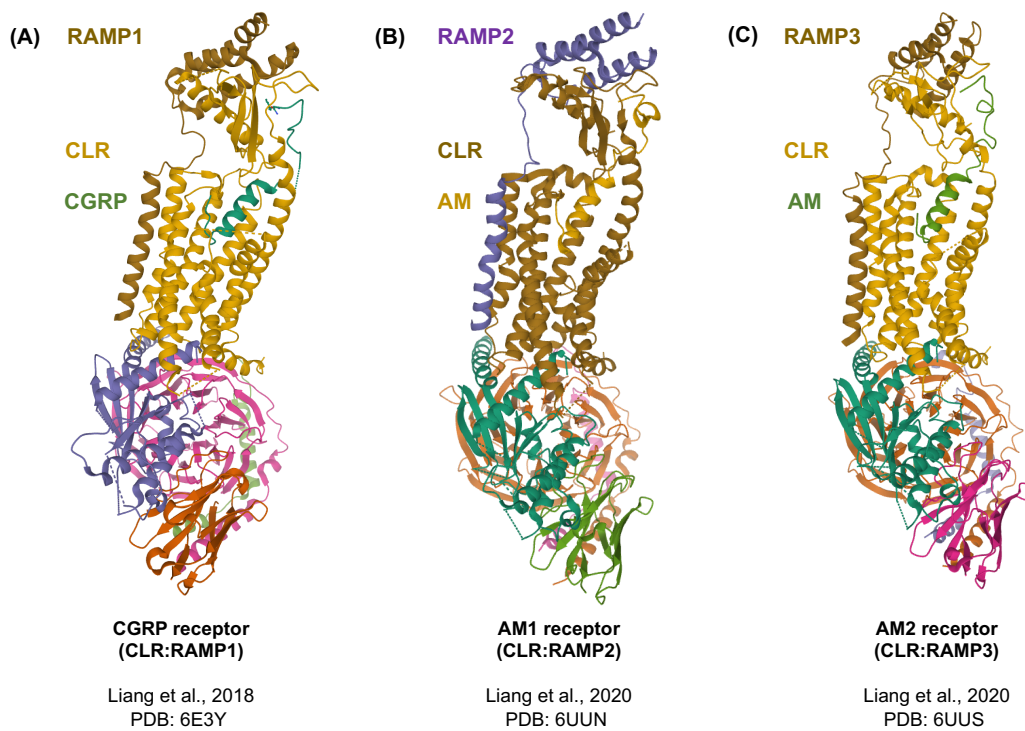 (A)
RAMP1
CLR
CGRP
CGRP receptor
(CLR:RAMP1)
Liang et al., 2018
PDB: 6E3Y
(B)
RAMP2
CLR
AM
AM1 receptor
(CLR:RAMP2)
Liang et al., 2020
PDB: 6UUN
(C)
RAMP3
CLR
AM
AM2 receptor
(CLR:RAMP3)
Liang et al., 2020
PDB: 6UUS